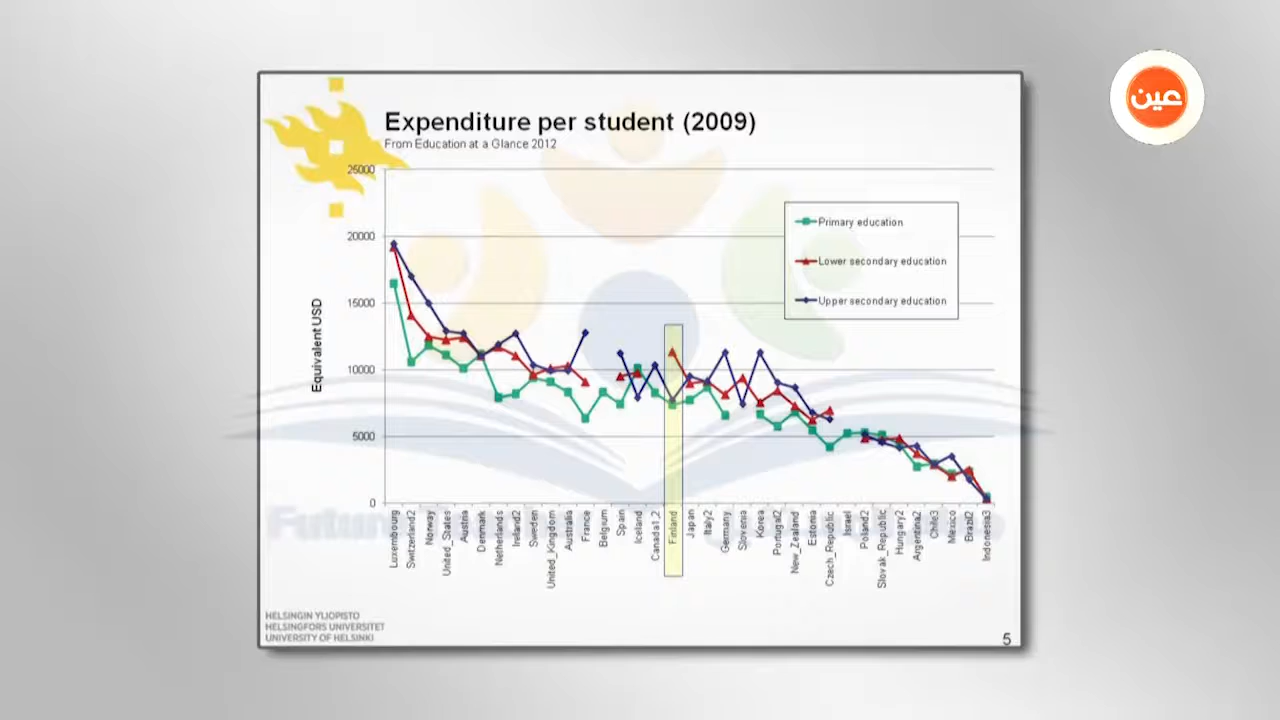 عين
Expenditure per student (2009)
From Education at a Glance 2012
25000
20000
15000
10000
5000
0
Equivalent USD
Primary education
Lower secondary education
Upper secondary education
Luxembourg
Switzerland2
Norway
United_States
Austria
Denmark
Netherlands
Ireland2
Sweden
United_Kingdom
Australia
France
Belgium
Spain
Iceland
Canada1,2
Finland
Japan
Italy2
Germany
Slovenia
Korea
Portugal2
New_Zealand
Estonia
Czech_Republic
Israel
Poland2
Slovak_Republic
Hungary2
Argentina2
Chile3
Mexico
Brazil2
Indonesia3
HELSINGIN YLIOPISTO
HELSINGFORS UNIVERSITET
UNIVERSITY OF HELSINKI
5